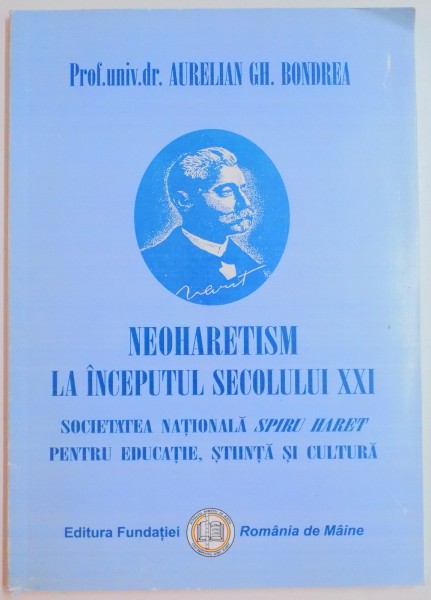 Prof.univ.dr. AURELIAN GH. BONDREA
Haret
NEOHARETISM
LA ÎNCEPUTUL SECOLULUI XXI
SOCIETATEA NAȚIONALĂ SPIRU HARET
PENTRU EDUCAȚIE, ȘTIINȚĂ ȘI CULTURĂ
Editura Fundației România de Mâine